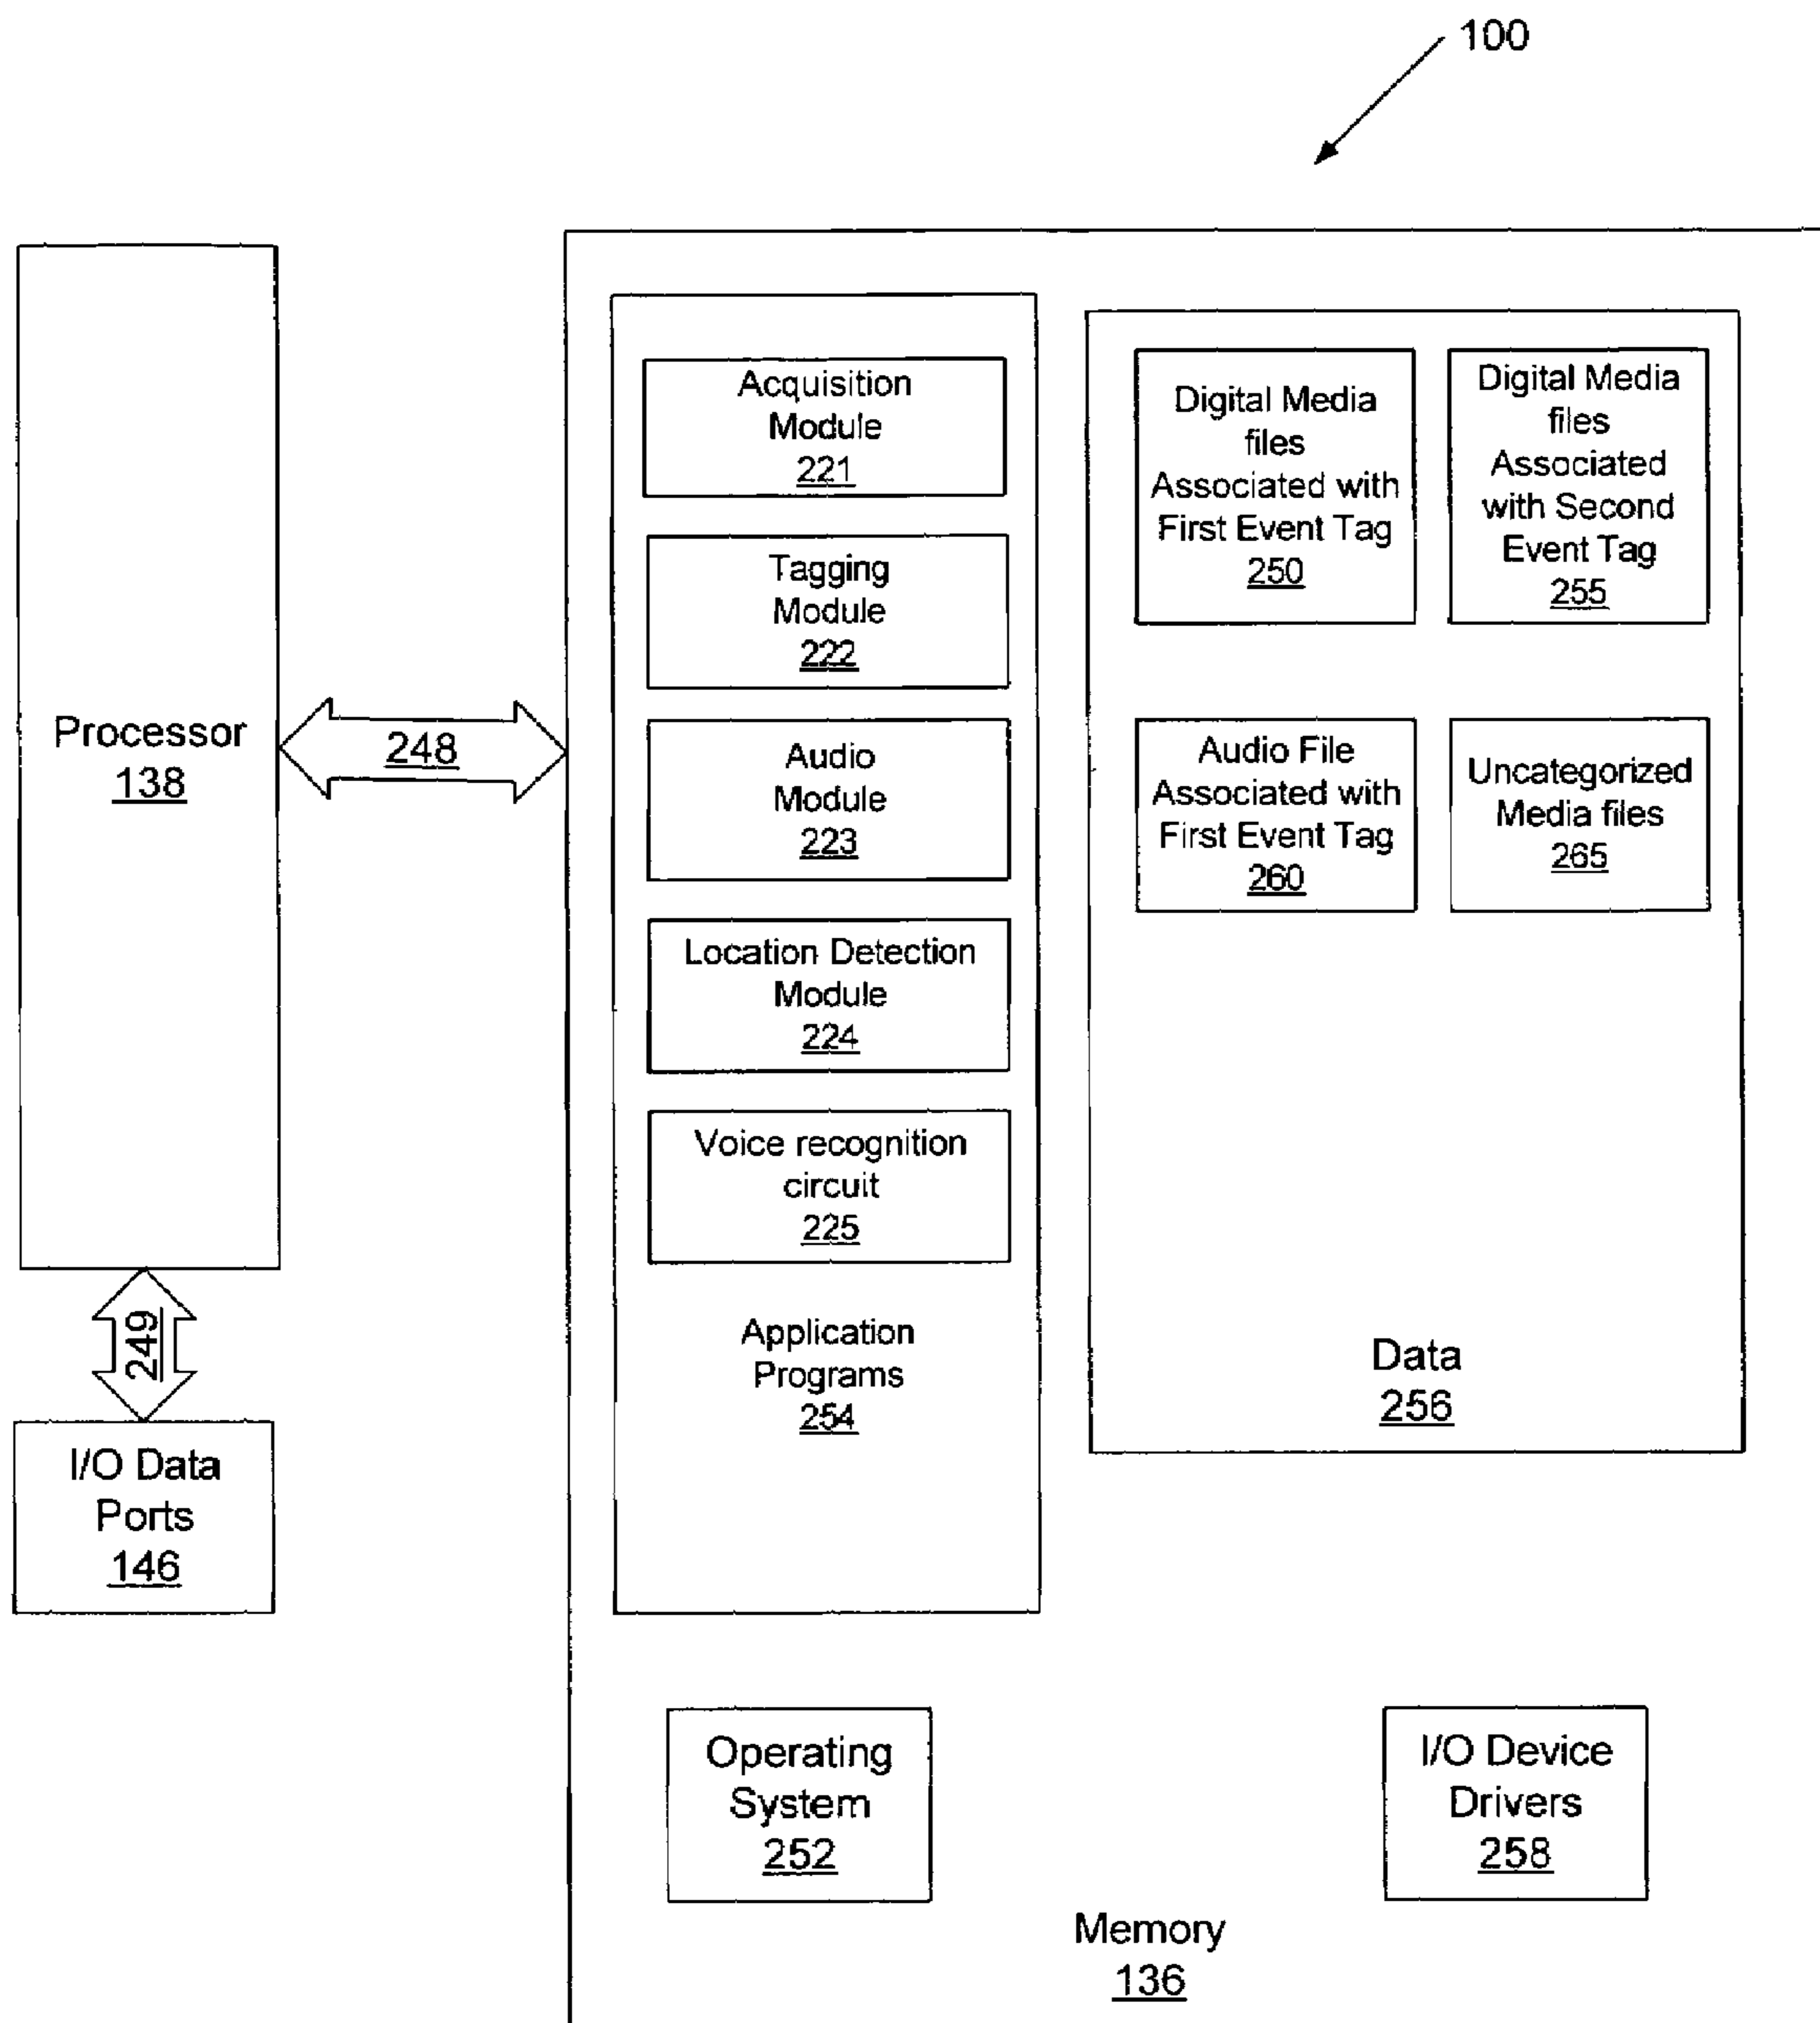 100
Processor
138
248
249
I/O Data
Ports
146
Acquisition
Module
221
Tagging
Module
222
Audio
Module
223
Location Detection
Module
224
Voice recognition
circuit
225
Application
Programs
254
Digital Media
files
Associated with
First Event Tag
250
Digital Media
files
Associated
with Second
Event Tag
255
Audio File
Associated with
First Event Tag
260
Uncategorized
Media files
265
Data
256
Operating
System
252
I/O Device
Drivers
258
Memory
136